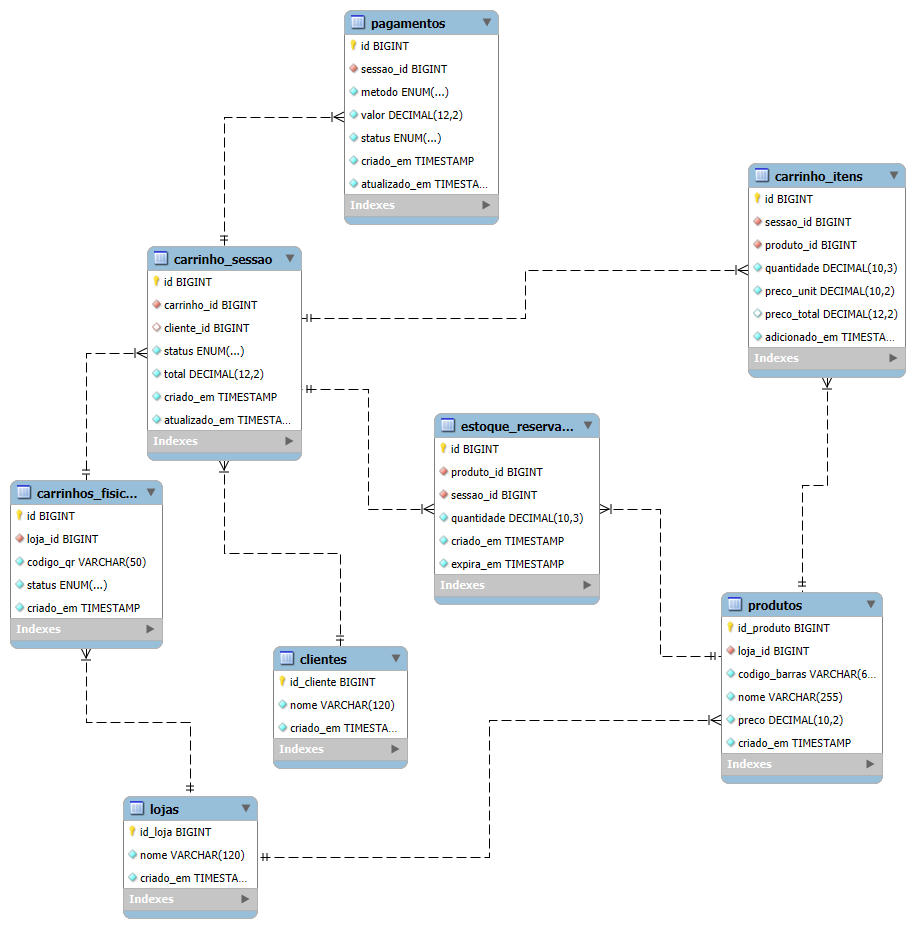 pagamentos
id BIGINT
sessao_id BIGINT
metodo ENUM(...)
valor DECIMAL(12,2)
status ENUM(...)
criado_em TIMESTAMP
atualizado_em TIMESTA...
Indexes
carrinho_itens
id BIGINT
sessao_id BIGINT
produto_id BIGINT
quantidade DECIMAL(10,3)
preco_unit DECIMAL(10,2)
preco_total DECIMAL(12,2)
adicionado_em TIMESTA...
Indexes
carrinho_sessao
id BIGINT
carrinho_id BIGINT
cliente_id BIGINT
status ENUM(...)
total DECIMAL(12,2)
criado_em TIMESTAMP
atualizado_em TIMESTA...
Indexes
estoque_reserva...
id BIGINT
produto_id BIGINT
sessao_id BIGINT
quantidade DECIMAL(10,3)
criado_em TIMESTAMP
expira_em TIMESTAMP
Indexes
carrinhos_fisic...
id BIGINT
loja_id BIGINT
codigo_qr VARCHAR(50)
status ENUM(...)
criado_em TIMESTAMP
Indexes
produtos
id_produto BIGINT
loja_id BIGINT
codigo_barras VARCHAR(6...
nome VARCHAR(255)
preco DECIMAL(10,2)
criado_em TIMESTAMP
Indexes
clientes
id_cliente BIGINT
nome VARCHAR(120)
criado_em TIMESTA...
Indexes
lojas
id_loja BIGINT
nome VARCHAR(120)
criado_em TIMESTA...
Indexes